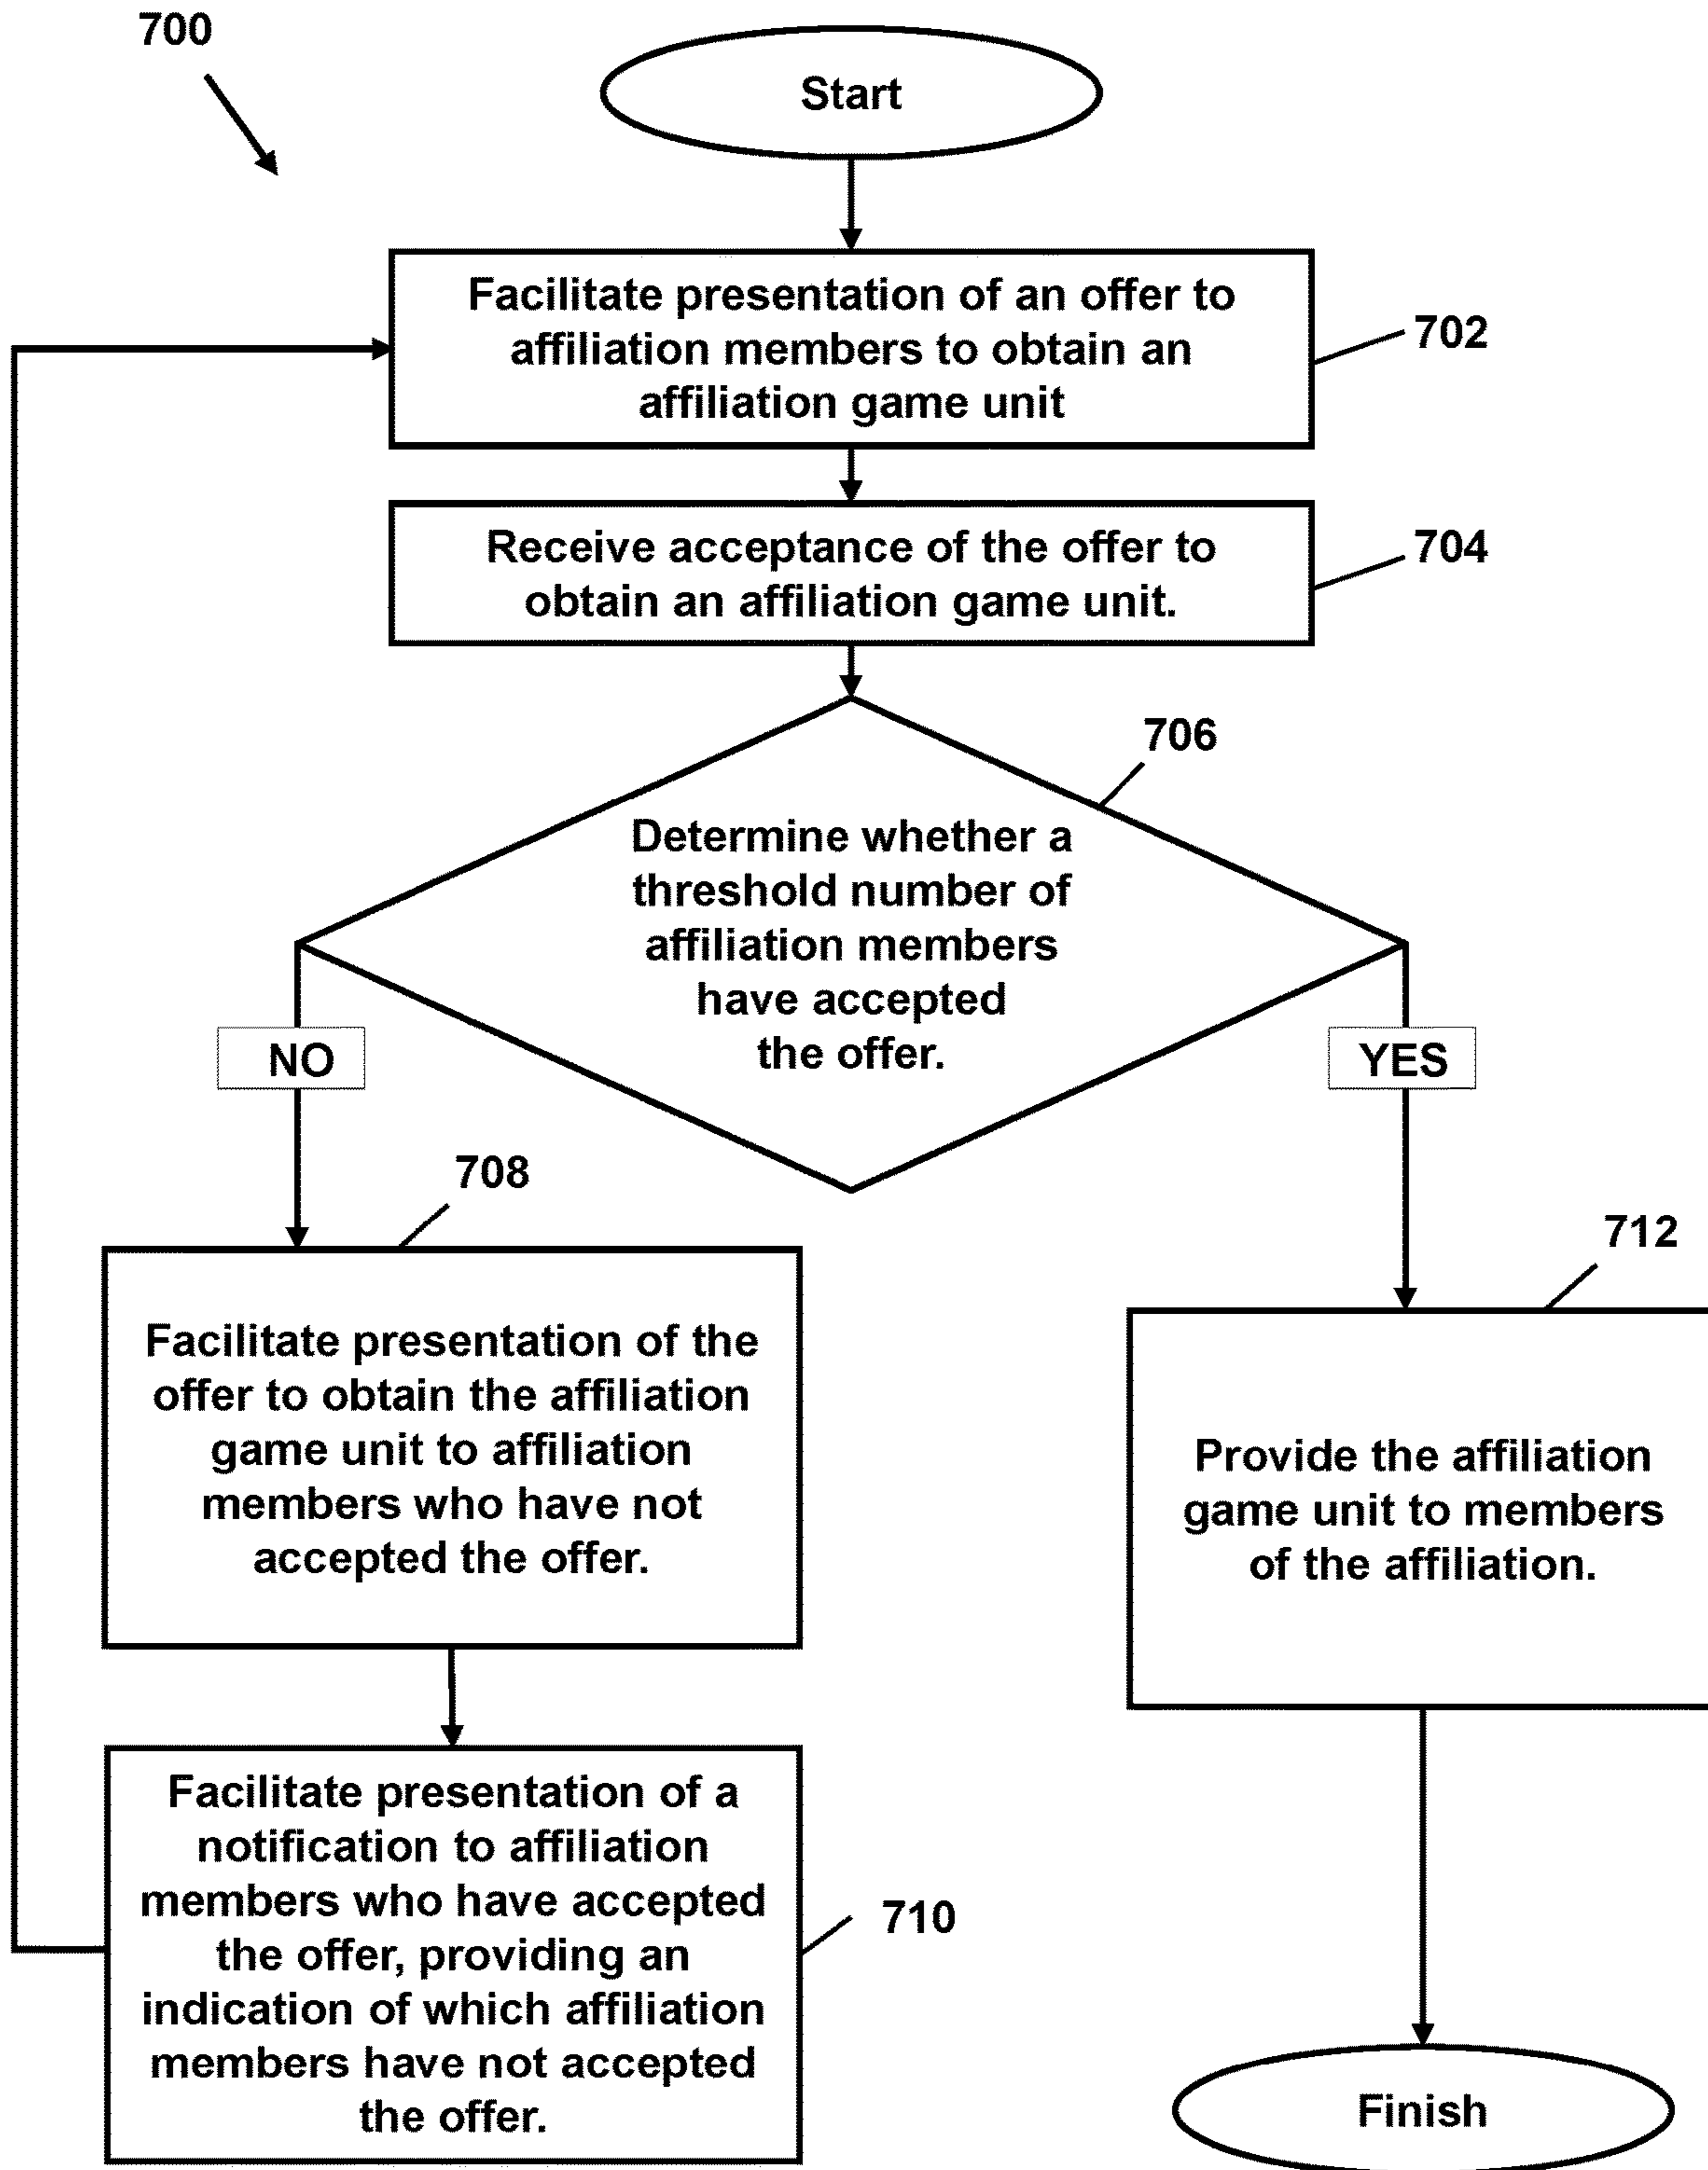 700
Start
Facilitate presentation of an offer to
affiliation members to obtain an
affiliation game unit
702
Receive acceptance of the offer to
obtain an affiliation game unit.
704
706
Determine whether a
threshold number of
affiliation members
have accepted
the offer.
NO
YES
708
Facilitate presentation of the
offer to obtain the affiliation
game unit to affiliation
members who have not
accepted the offer.
712
Provide the affiliation
game unit to members
of the affiliation.
Facilitate presentation of a
notification to affiliation
members who have accepted
the offer, providing an
indication of which affiliation
members have not accepted
the offer.
710
Finish